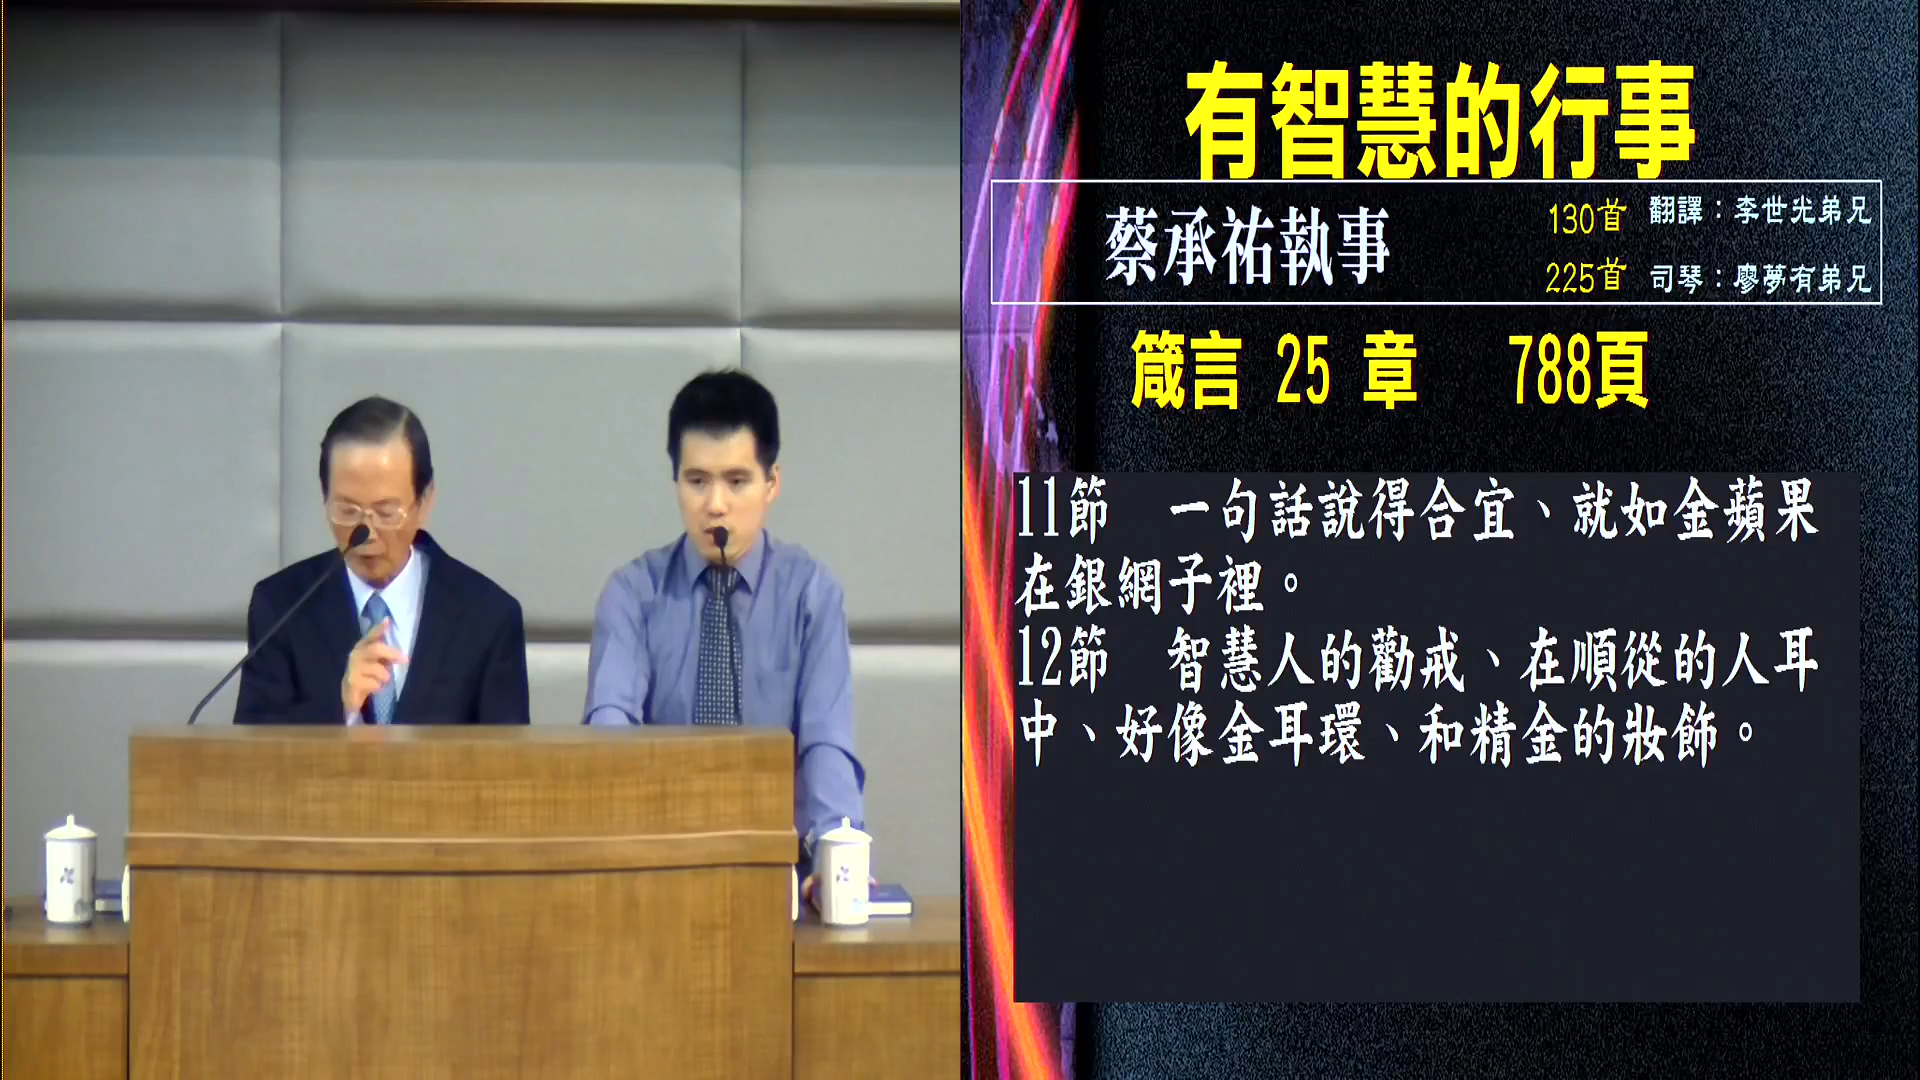 有智慧的行事
蔡承祐執事
130首 翻譯：李世光弟兄
225首 司琴：廖夢有弟兄
箴言 25 章 788頁
11節 一句話說得合宜、就如金蘋果
在銀網子裡。
12節 智慧人的勸戒、在順從的人耳
中、好像金耳環、和精金的妝飾。